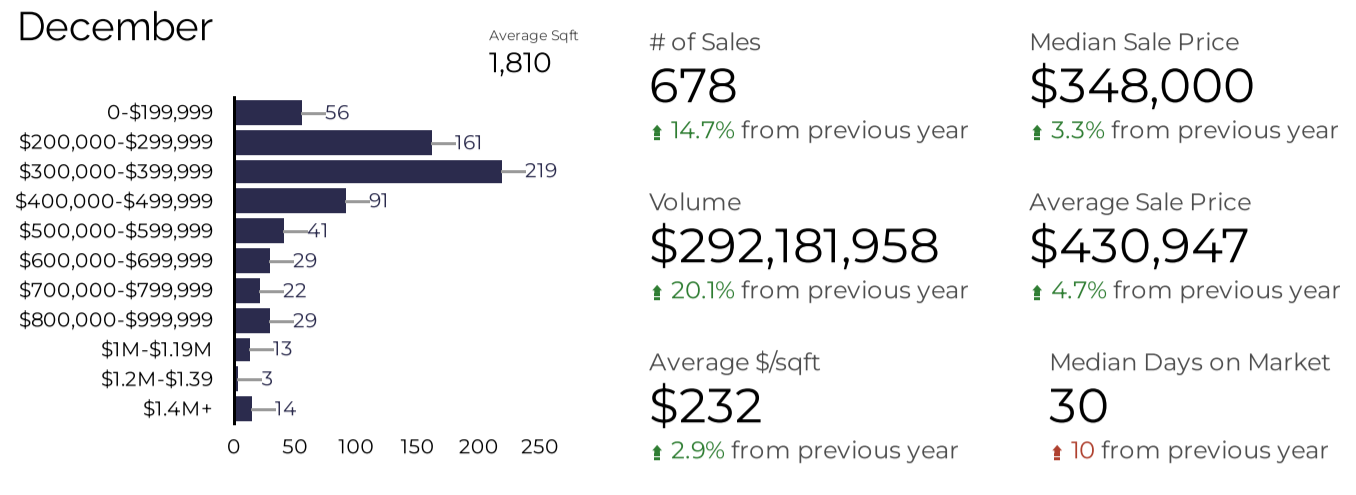 December
Average Sqft
1,810
0-$199,999 56
$200,000-$299,999 161
$300,000-$399,999 219
$400,000-$499,999 91
$500,000-$599,999 41
$600,000-$699,999 29
$700,000-$799,999 22
$800,000-$999,999 29
$1M-$1.19M 13
$1.2M-$1.39 3
$1.4M+ 14
0 50 100 150 200 250
# of Sales
678
14.7% from previous year
Median Sale Price
$348,000
3.3% from previous year
Volume
$292,181,958
20.1% from previous year
Average Sale Price
$430,947
4.7% from previous year
Average $/sqft
$232
2.9% from previous year
Median Days on Market
30
10 from previous year